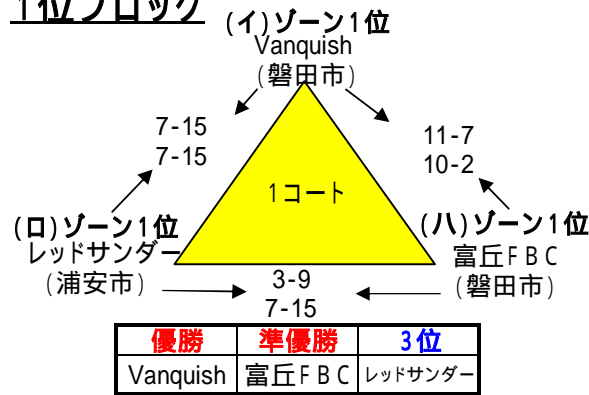 1位ブロック
(イ)ゾーン1位
Vanquish
(磐田市)
7-15
7-15
11-7
10-2
1コート
(ロ)ゾーン1位
レッドサンダー
(浦安市)
(ハ)ゾーン1位
富丘FBC
(磐田市)
3-9
7-15
優勝 準優勝 3位
Vanquish 富丘FBC レッドサンダー